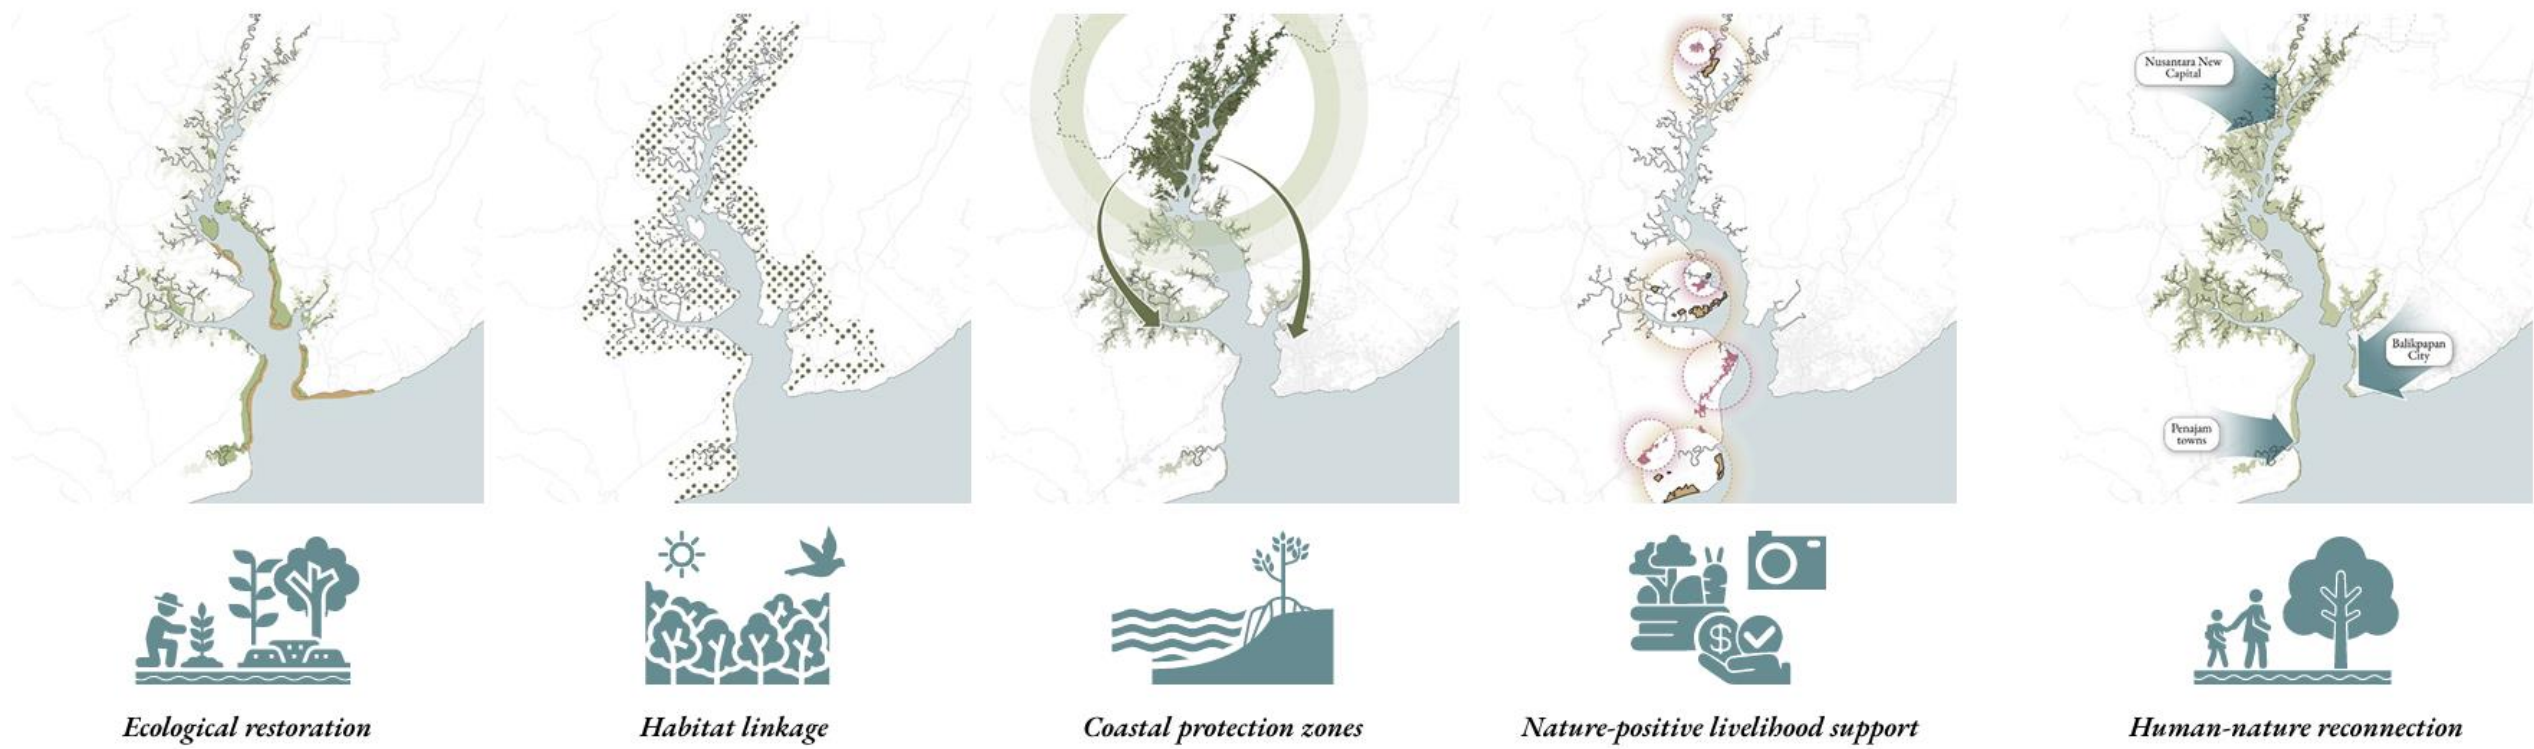 Nusantara New
Capital
Balikpapan
City
Penajam
towns
$
Ecological restoration
Habitat linkage
Coastal protection zones
Nature-positive livelihood support
Human-nature reconnection